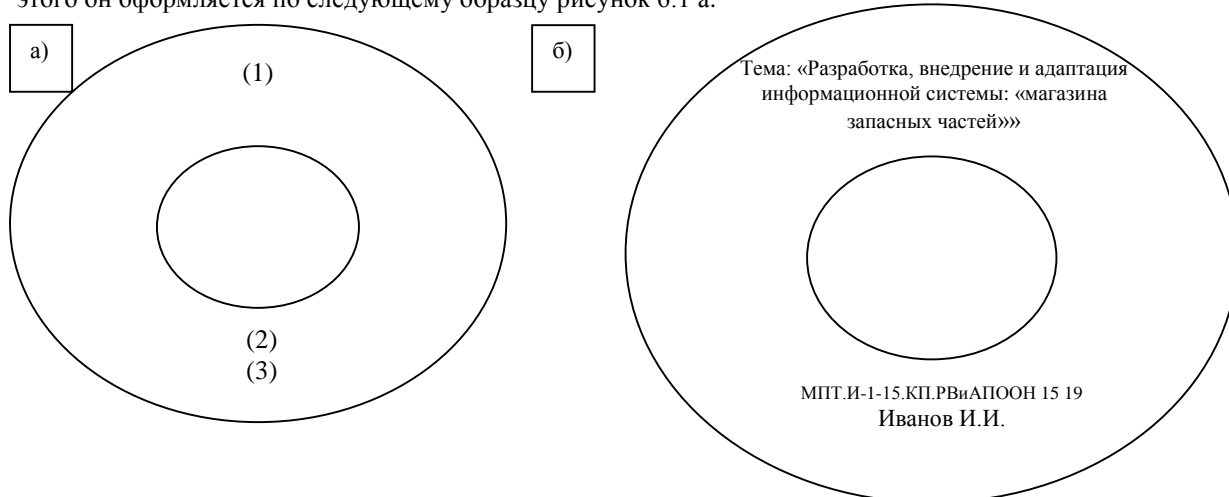 этого он оформляется по следующему образцу рисунок 6.1 а.
а)
(1)
(2)
(3)
б)
Тема: «Разработка, внедрение и адаптация
информационной системы: «магазина
запасных частей»»
МПТ.И-1-15.КП.РВиАПООН 15 19
Иванов И.И.